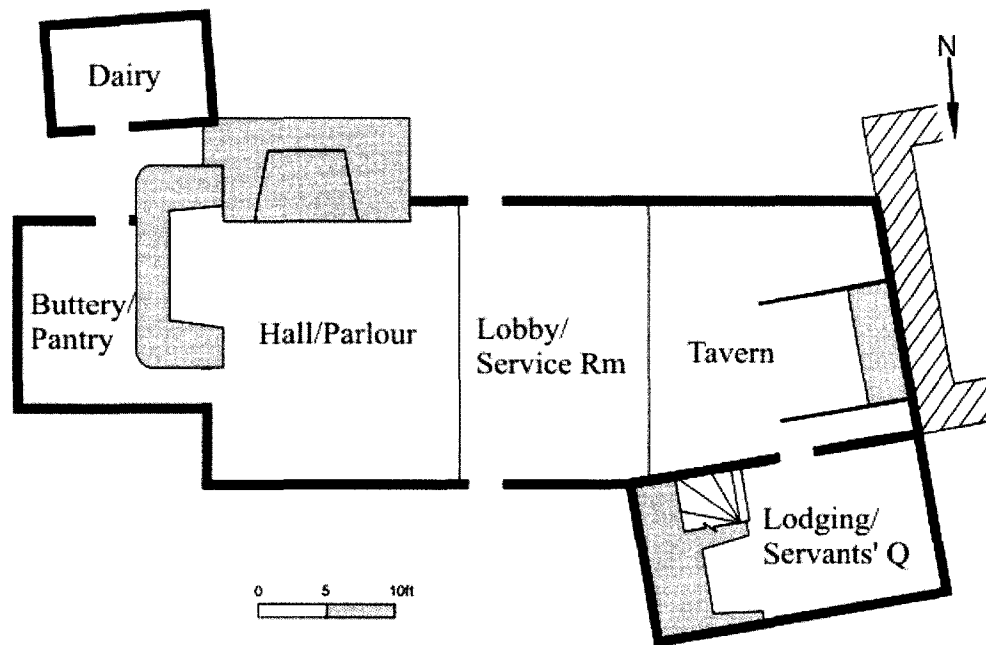 Dairy
N
Buttery/
Pantry
Hall/Parlour
Lobby/
Service Rm
Tavern
Lodging/
Servants' Q
0 5 10ft